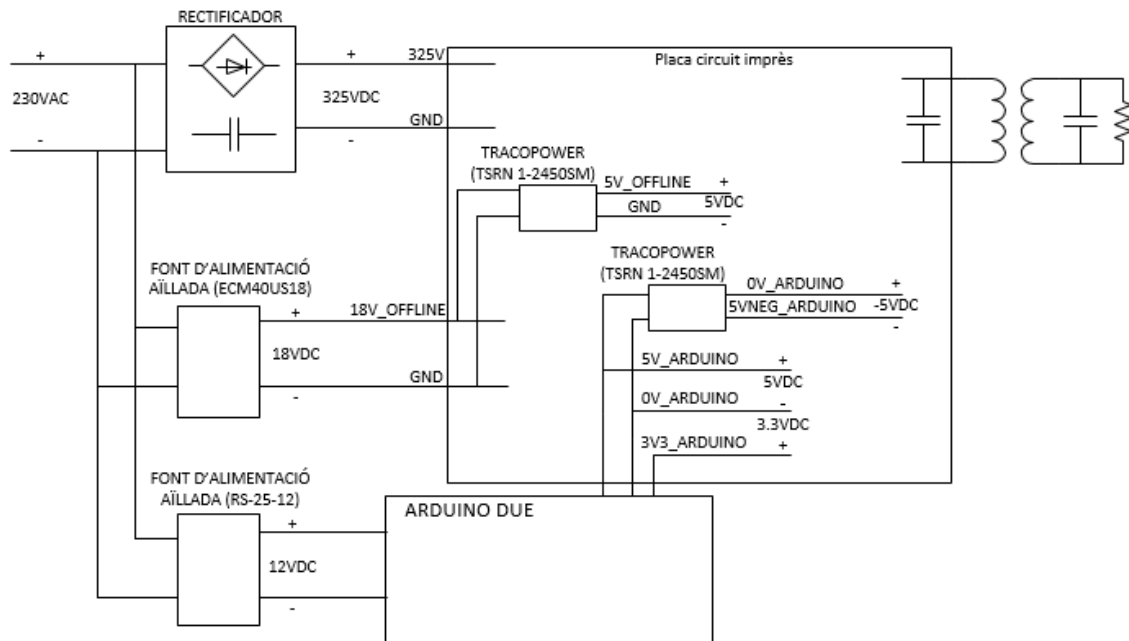 RECTIFICADOR
+
230VAC
-
+
325VDC
-
325V
GND
Placa circuit imprès
TRACOPOWER
(TSRN 1-2450SM)
5V_OFFLINE
+
5VDC
GND
-
TRACOPOWER
(TSRN 1-2450SM)
0V_ARDUINO
+
-5VDC
5VNEG_ARDUINO
-
FONT D'ALIMENTACIÓ
AÏLLADA (ECM40US18)
+
18VDC
-
18V_OFFLINE
GND
5V_ARDUINO
+
5VDC
0V_ARDUINO
-
3.3VDC
3V3_ARDUINO
+
FONT D'ALIMENTACIÓ
AÏLLADA (RS-25-12)
+
12VDC
-
ARDUINO DUE